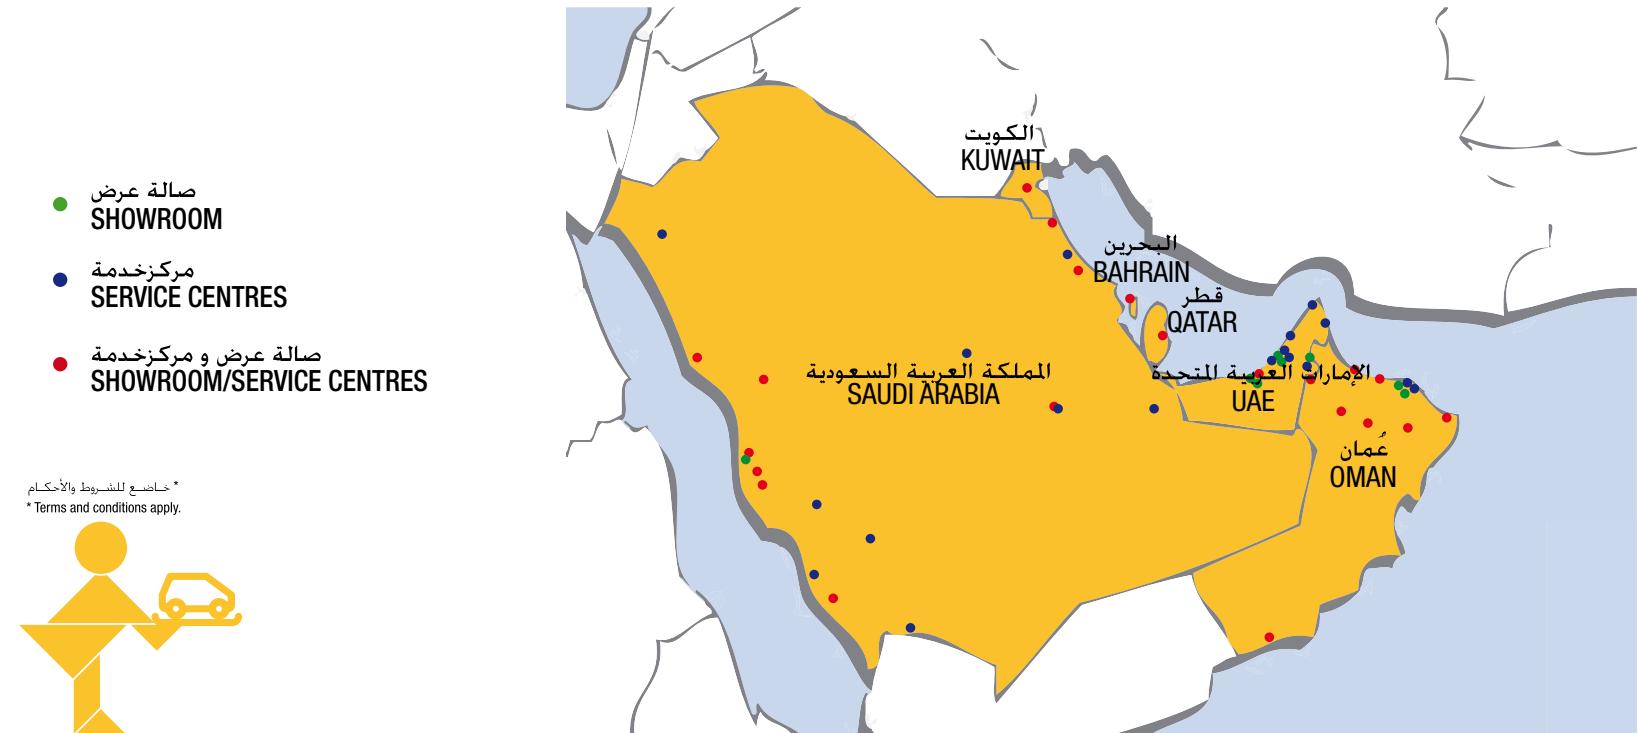 صالة عرض
SHOWROOM
مركزخدمة
SERVICE CENTRES
صالة عرض و مركزخدمة
SHOWROOM/SERVICE CENTRES
* خاضع للشروط والأحكام
* Terms and conditions apply.
الكويت
KUWAIT
البحرين
BAHRAIN
قطر
QATAR
المملكة العربية السعودية
SAUDI ARABIA
الإمارات العربية المتحدة
UAE
عُمان
OMAN